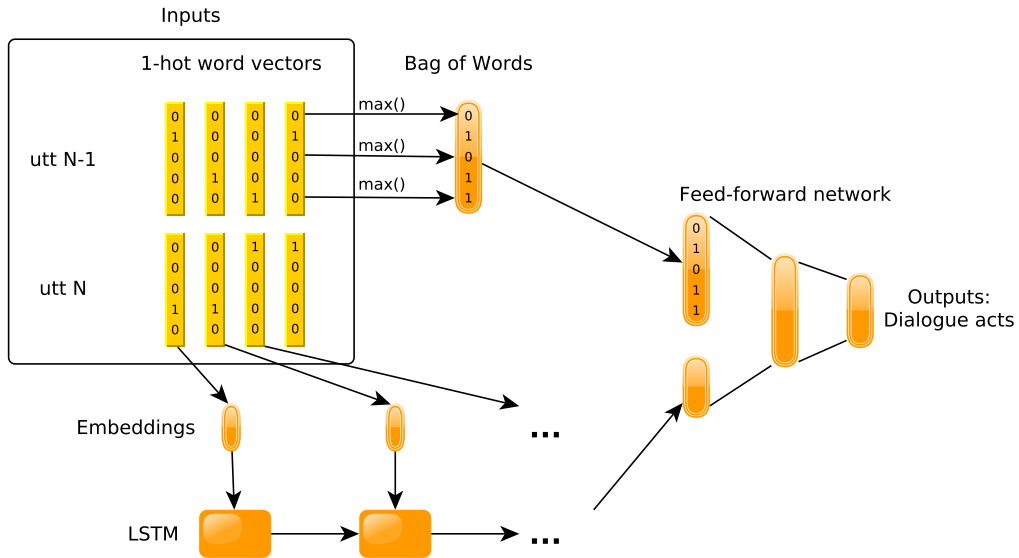 Inputs
1-hot word vectors
Bag of Words
utt N-1
0 0 0 0
1 0 0 1
0 0 0 0
0 1 0 0
0 0 1 0
max()
max()
max()
0
1
0
1
1
utt N
0 0 1 1
0 0 0 0
0 0 0 0
1 1 0 0
0 0 0 0
Feed-forward network
0
1
0
1
1
Outputs:
Dialogue acts
Embeddings
...
LSTM
...